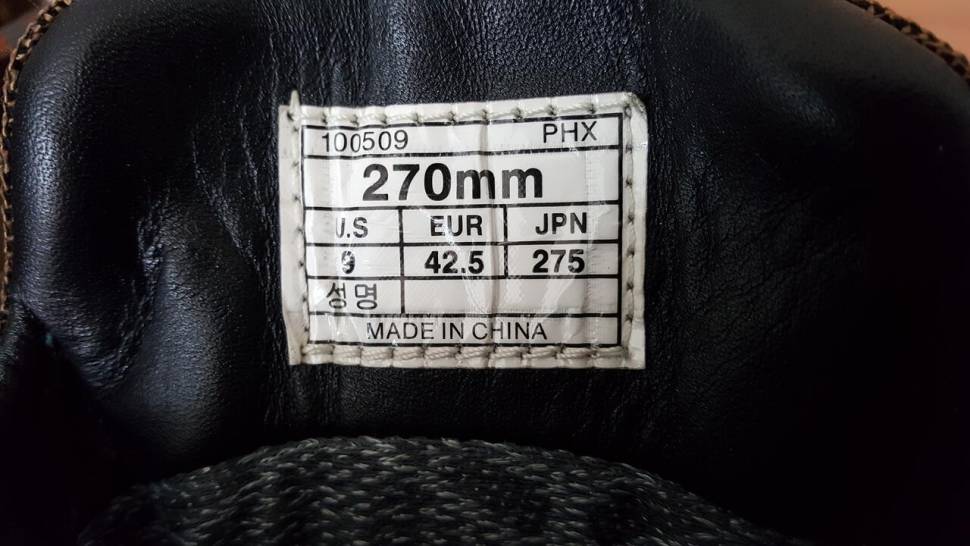 100509 PHX
270mm
U.S EUR JPN
9 42.5 275
성명
MADE IN CHINA